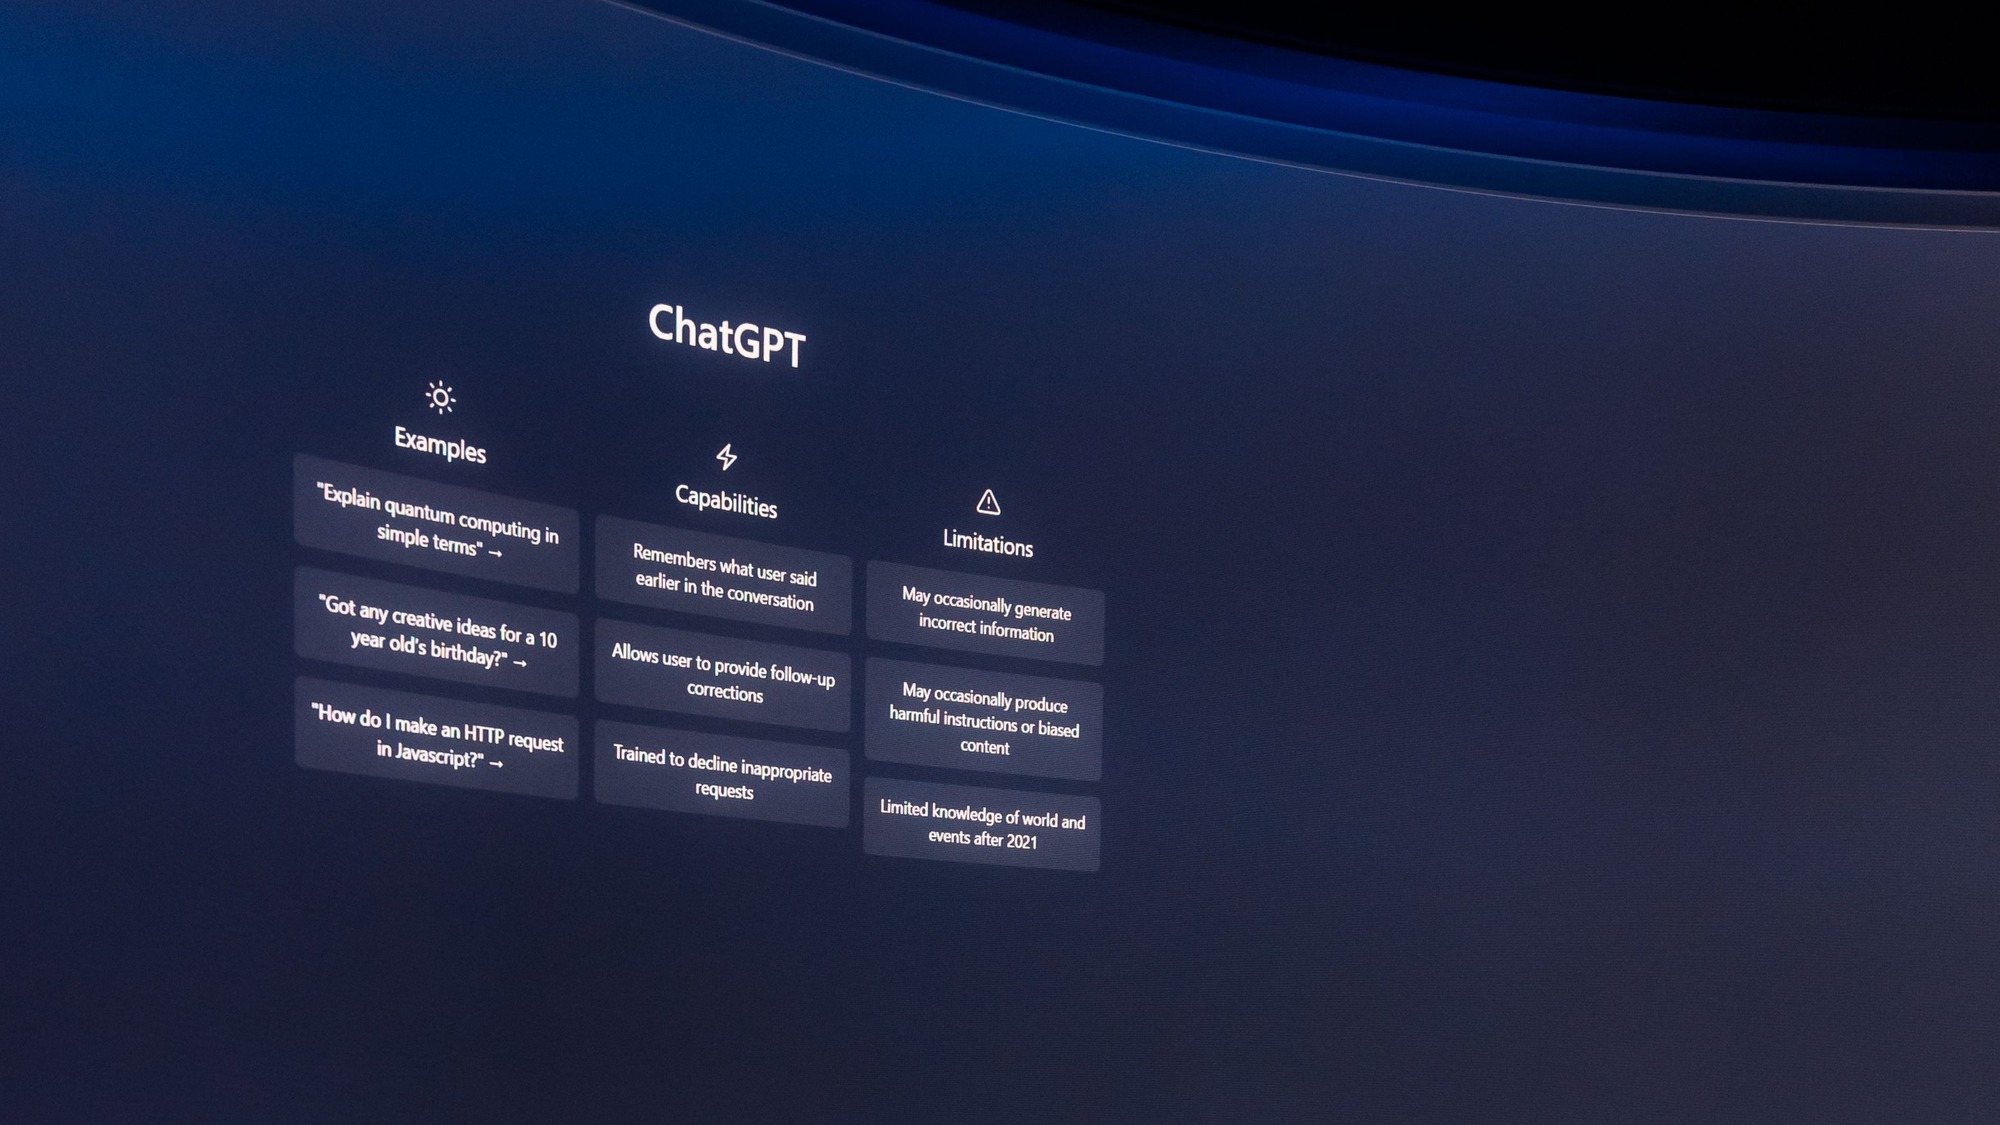 ChatGPT
Examples
"Explain quantum computing in
simple terms" →
"Got any creative ideas for a 10
year old's birthday?" →
"How do I make an HTTP request
in Javascript?" →
Capabilities
Remembers what user said
earlier in the conversation
Allows user to provide follow-up
corrections
Trained to decline inappropriate
requests
Limitations
May occasionally generate
incorrect information
May occasionally produce
harmful instructions or biased
content
Limited knowledge of world and
events after 2021